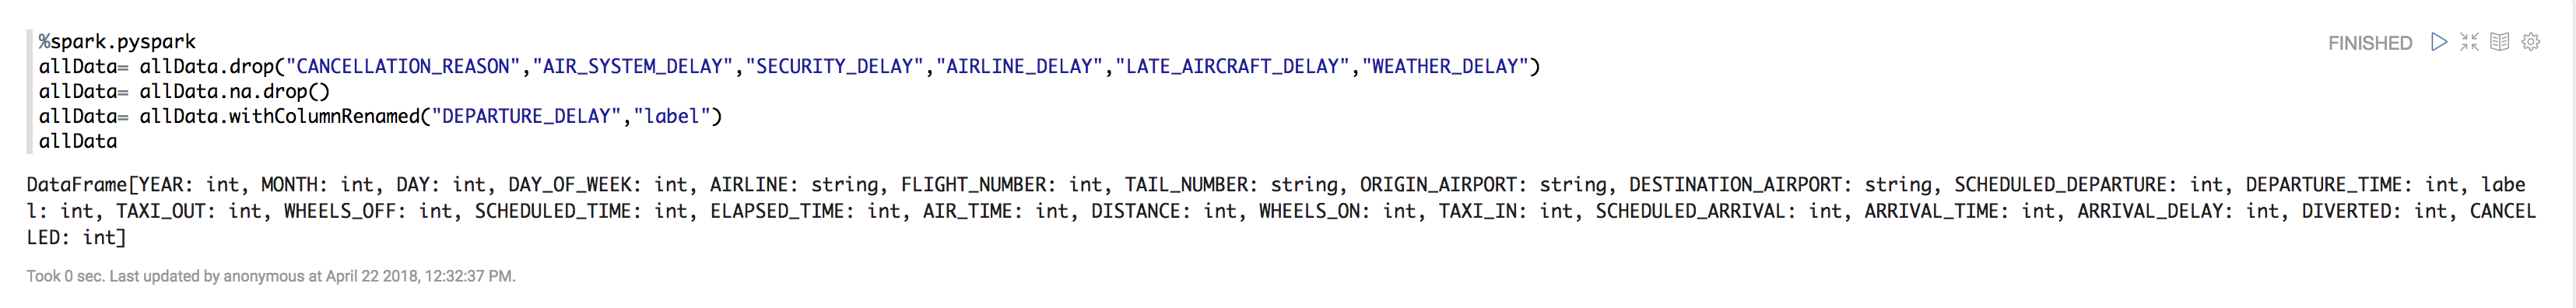 %spark.pyspark
FINISHED
allData= allData.drop("CANCELLATION_REASON","AIR_SYSTEM_DELAY","SECURITY_DELAY","AIRLINE_DELAY","LATE_AIRCRAFT_DELAY","WEATHER_DELAY")
allData= allData.na.drop()
allData= allData.withColumnRenamed("DEPARTURE_DELAY","label")
allData
DataFrame[YEAR: int, MONTH: int, DAY: int, DAY_OF_WEEK: int, AIRLINE: string, FLIGHT_NUMBER: int, TAIL_NUMBER: string, ORIGIN_AIRPORT: string, DESTINATION_AIRPORT: string, SCHEDULED_DEPARTURE: int, DEPARTURE_TIME: int, labe
l: int, TAXI_OUT: int, WHEELS_OFF: int, SCHEDULED_TIME: int, ELAPSED_TIME: int, AIR_TIME: int, DISTANCE: int, WHEELS_ON: int, TAXI_IN: int, SCHEDULED_ARRIVAL: int, ARRIVAL_TIME: int, ARRIVAL_DELAY: int, DIVERTED: int, CANCEL
LED: int]
Took 0 sec. Last updated by anonymous at April 22 2018, 12:32:37 PM.